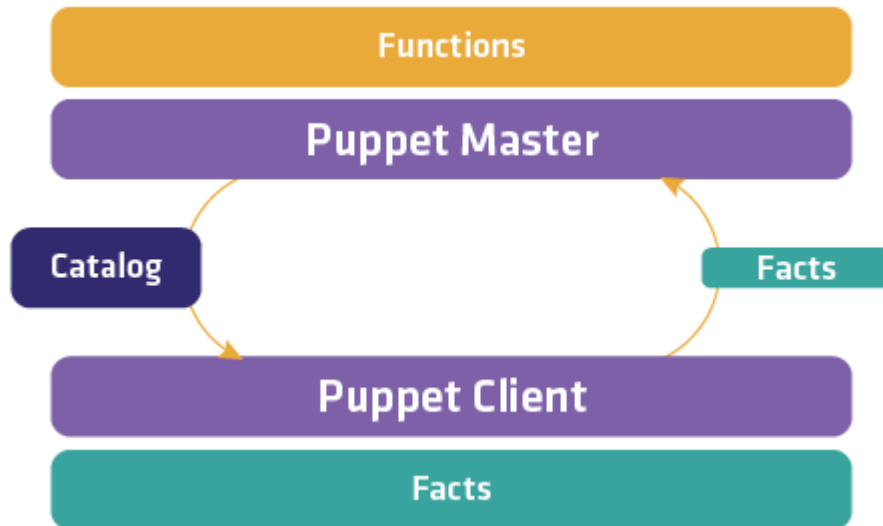 Functions
Puppet Master
Catalog
Facts
Puppet Client
Facts